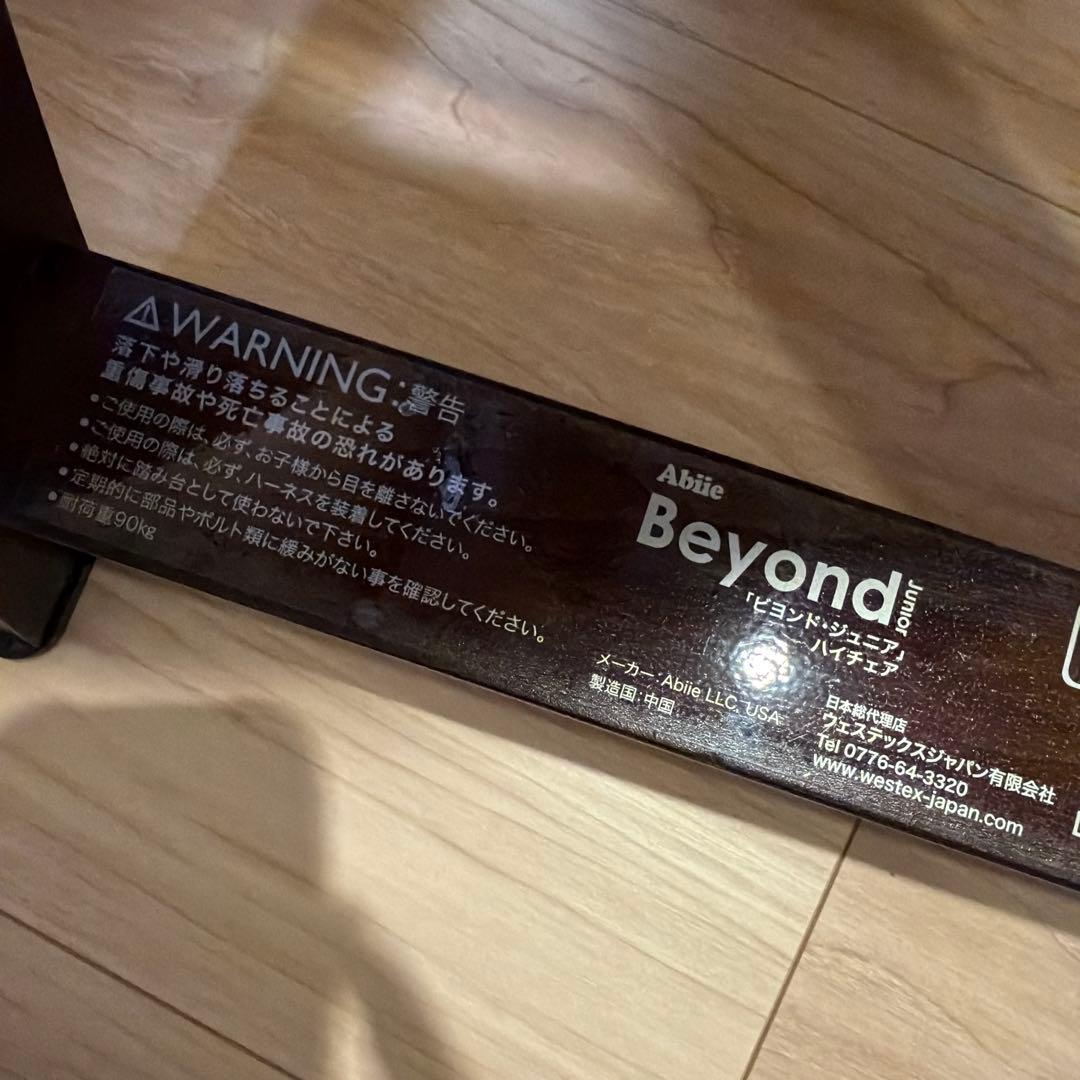 ⚠WARNING:警告
落下や滑り落ちることによる
重傷事故や死亡事故の恐れがあります。
•ご使用の際は、必ず、お子様から目を離さないでください。
•ご使用の際は、必ず、ハーネスを装着してください。
•絶対に踏み台として使わないで下さい。
•定期的に部品やボルト類に緩みがない事を確認してください。
•耐荷重90kg
Abiie
Beyond Junior
「ビヨンド・ジュニア」
ハイチェア
メーカー:Abiie LLC. USA
製造国:中国
日本総代理店
ウェステックスジャパン有限会社
Tel 0776-64-3320
www.westex-japan.com